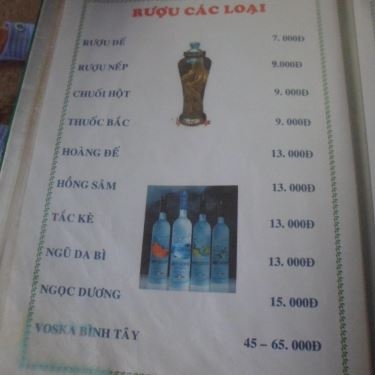 RƯỢU CÁC LOẠI
RƯỢU ĐẾ 7. 000Đ
RƯỢU NẾP 9.000Đ
CHUỐI HỘT 9. 000Đ
THUỐC BẮC 9. 000Đ
HOÀNG ĐẾ 13. 000Đ
HỒNG SÂM 13. 000Đ
TẮC KÈ 13. 000Đ
NGŨ DA BÌ 13. 000Đ
NGỌC DƯƠNG 15. 000Đ
VOSKA BÌNH TÂY 45 – 65. 000Đ